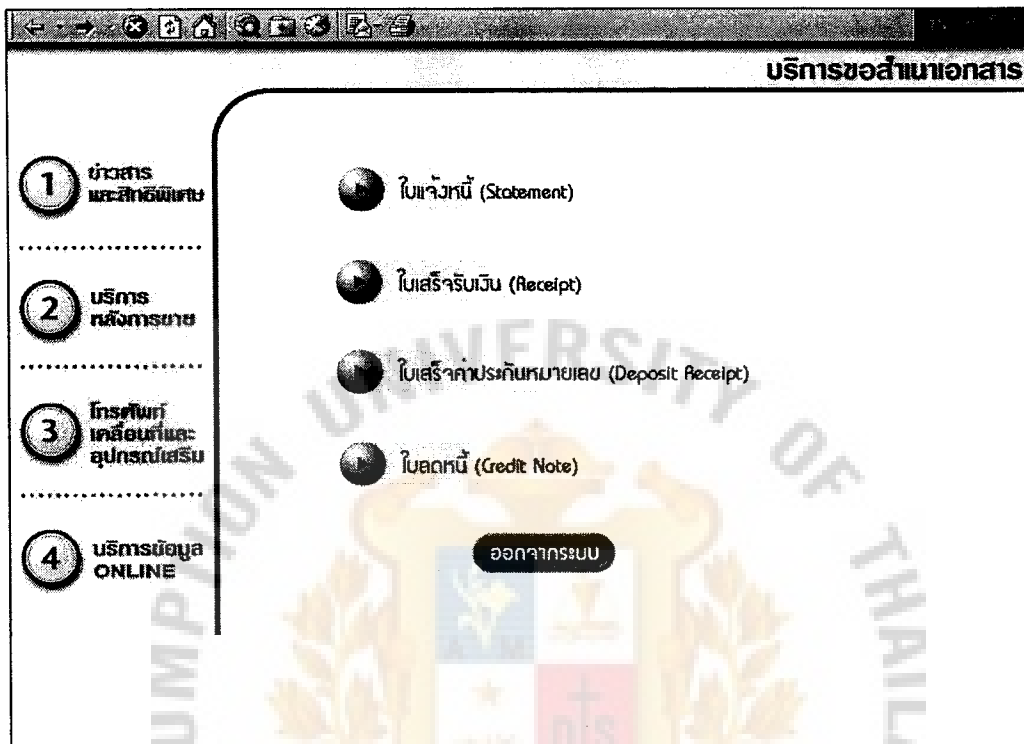 บริการขอสำเนาเอกสาร
1
ข่าวสาร
และสิทธิพิเศษ
2
บริการ
หลังการขาย
3
โทรศัพท์
เคลื่อนที่และ
อุปกรณ์เสริม
4
บริการข้อมูล
ONLINE
ใบแจ้งหนี้ (Statement)
ใบเสร็จรับเงิน (Receipt)
ใบเสร็จค่าประกันหมายเลข (Deposit Receipt)
ใบลดหนี้ (Credit Note)
ออกจากระบบ
UMPTION UNIVERSITY OF THAIL
A M
DS